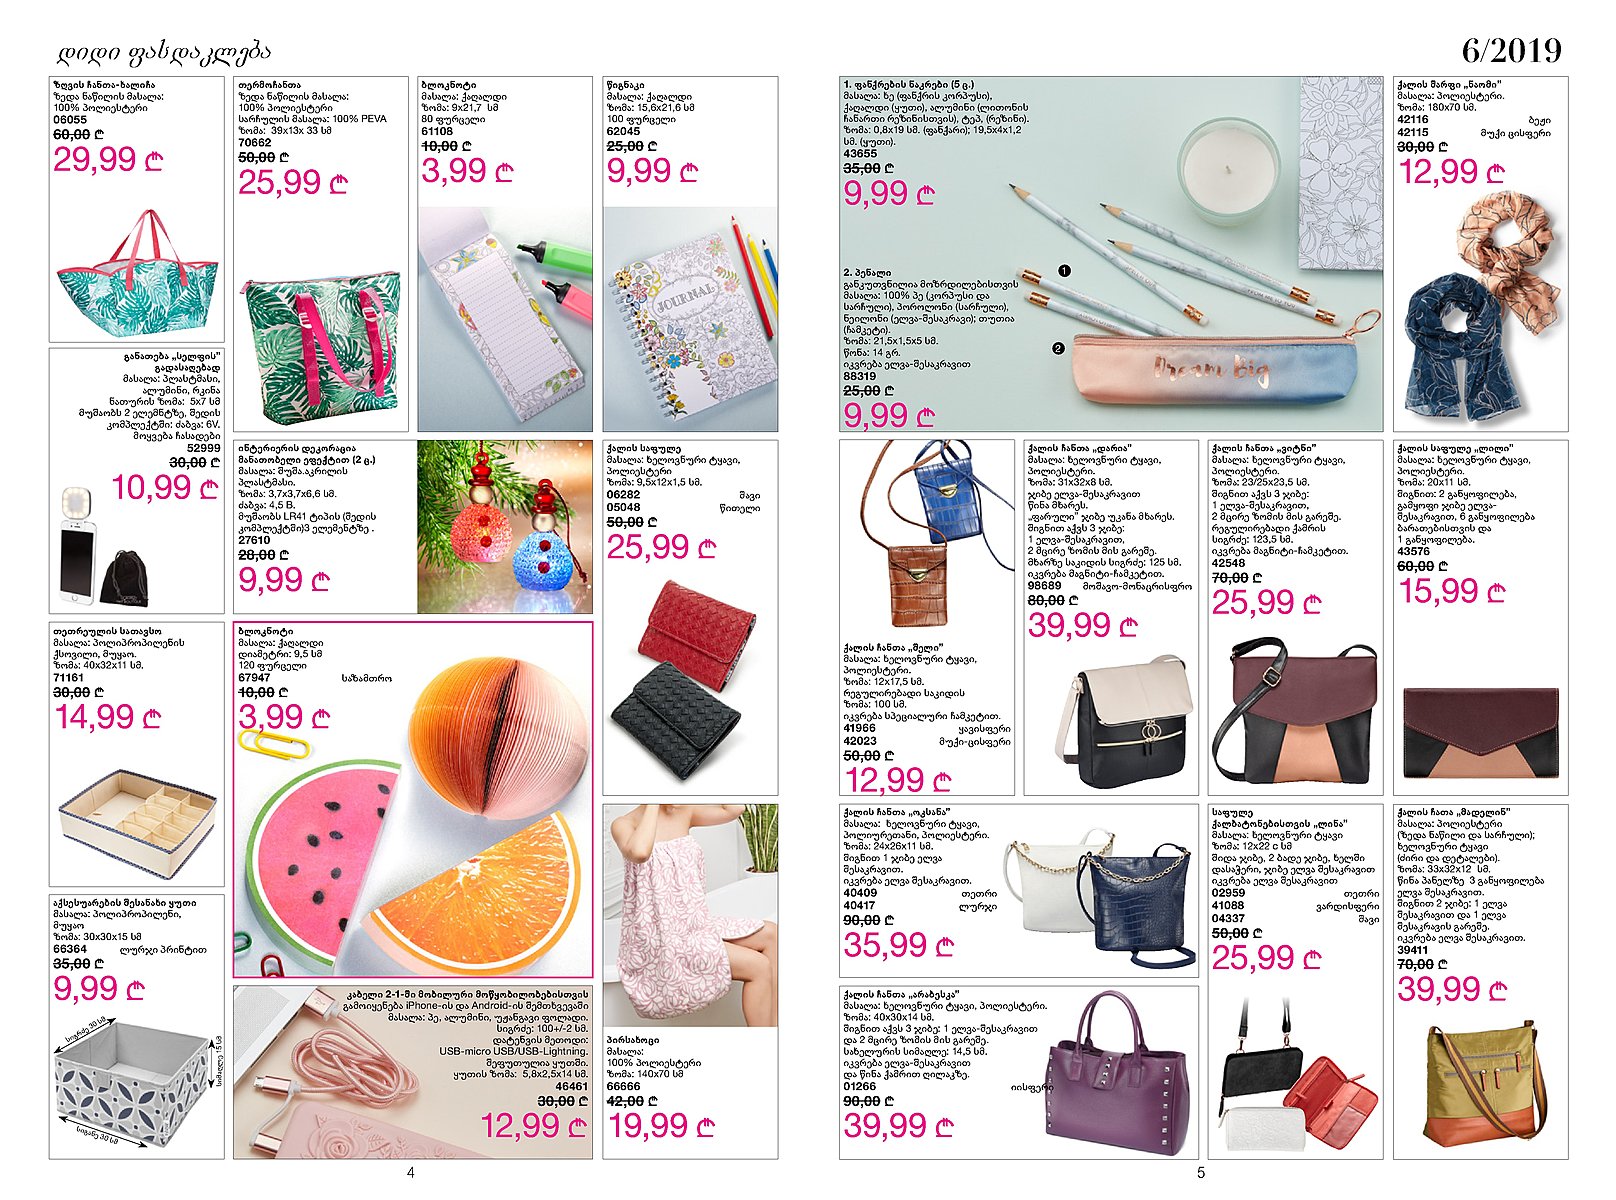 დიდი ფასდაკლება
6/2019
ზღვის ჩანთა-ხალიჩა
ზედა ნაწილის მასალა:
100% პოლიესტერი
06055
60,00 ₾
29,99 ₾
თერმოჩანთა
ზედა ნაწილის მასალა:
100% პოლიესტერი
სარჩულის მასალა: 100% PEVA
ზომა: 39x13x 33 სმ
70662
50,00 ₾
25,99 ₾
ბლოკნოტი
მასალა: ქაღალდი
ზომა: 9x21,7 სმ
80 ფურცელი
61108
10,00 ₾
3,99 ₾
წიგნაკი
მასალა: ქაღალდი
ზომა: 15,6x21,6 სმ
100 ფურცელი
62045
25,00 ₾
9,99 ₾
JOURNAL
განათება „სელფის“
გადასაღებად
მასალა: პლასტმასი,
ალუმინი, რკინა
ნათურის ზომა: 5x7 სმ
მუშაობს 2 ელემნტზე, შედის
კომპლექტში: ძაბვა: 6V.
მოყვება ჩასადები
52999
30,00 ₾
10,99 ₾
ინტერიერის დეკორაცია
მანათობელი ეფექტით (2 ც.)
მასალა: შუშა.აკრილის
პლასტმასი.
ზომა: 3,7x3,7x6,6 სმ.
ძაბვა: 4,5 В.
მუშაობს LR41 ტიპის (შედის
კომპლექტში)3 ელემენტზე .
27610
28,00 ₾
9,99 ₾
ქალის საფულე
მასალა: ხელოვნური ტყავი,
პოლიესტერი
ზომა: 9,5x12x1,5 სმ.
06282 შავი
05048 წითელი
50,00 ₾
25,99 ₾
თეთრეულის სათავსო
მასალა: პოლიპროპილენის
ქსოვილი, მუყაო.
ზომა: 40x32x11 სმ.
71161
30,00 ₾
14,99 ₾
ბლოკნოტი
მასალა: ქაღალდი
დიამეტრი: 9,5 სმ
120 ფურცელი
67947 საზამთრო
10,00 ₾
3,99 ₾
აქსესუარების შესანახი ყუთი
მასალა: პოლიპროპილენი,
მუყაო
ზომა: 30x30x15 სმ
66364 ლურჯი პრინტით
35,00 ₾
9,99 ₾
სიგრძე 30 სმ
სიმაღლე 15 სმ
სიგანე 30 სმ
კაბელი 2-1-ში მობილური მოწყობილობებისთვის
გამოიყენება iPhone-ის და Android-ის შემთხვევაში
მასალა: პე, ალუმინი, უჟანგავი ფოლადი.
სიგრძე: 100+/-2 სმ.
დატენვის მეთოდი:
USB-micro USB/USB-Lightning.
შეფუთულია ყუთში.
ყუთის ზომა: 5,8x2,5x14 სმ.
46461
30,00 ₾
12,99 ₾
პირსახოცი
მასალა:
100% პოლიესტერი
ზომა: 140x70 სმ
66666
42,00 ₾
19,99 ₾
4
1. ფანქრების ნაკრები (5 ც.)
მასალა: ხე (ფანქრის კორპუსი),
ქაღალდი (ყუთი), ალუმინი (ლითონის
ჩანართი რეზინისთვის), ტეპ, (რეზინი).
ზომა: 0,8x19 სმ. (ფანქარი); 19,5x4x1,2
სმ. (ყუთი).
43655
35,00 ₾
9,99 ₾
2. პენალი
განკუთვნილია მოზრდილებისთვის
მასალა: 100% პე (კორპუსი და
სარჩული), პოროლონი (სარჩული),
ნეილონი (ელვა-შესაკრავი); თუთია
(ჩამკეტი).
ზომა: 21,5x1,5x5 სმ.
წონა: 14 გრ.
იკვრება ელვა-შესაკრავით
88319
25,00 ₾
9,99 ₾
1
2
Dream big
ქალის შარფი „ნაომი”
მასალა: პოლიესტერი.
ზომა: 180x70 სმ.
42116 ბეჟი
42115 მუქი ცისფერი
30,00 ₾
12,99 ₾
ქალის ჩანთა „შელი”
მასალა: ხელოვნური ტყავი,
პოლიესტერი.
ზომა: 12x17,5 სმ.
რეგულირებადი საკიდის
ზომა: 100 სმ.
იკვრება სპეციალური ჩამკეტით.
41966 ყავისფერი
42023 მუქი-ცისფერი
50,00 ₾
12,99 ₾
ქალის ჩანთა „დარია”
მასალა: ხელოვნური ტყავი,
პოლიესტერი.
ზომა: 31x32x8 სმ.
ჯიბე ელვა-შესაკრავით
წინა მხარეს.
„ფარული” ჯიბე უკანა მხარეს.
შიგნით აქვს 3 ჯიბე:
1 ელვა-შესაკრავით,
2 მცირე ზომის მის გარეშე.
მხარზე საკიდის სიგრძე: 125 სმ.
იკვრება მაგნიტი-ჩამკეტით.
98689 მოშავო-მონაცრისფრო
80,00 ₾
39,99 ₾
ქალის ჩანთა „ვიტნი”
მასალა: ხელოვნური ტყავი,
პოლიესტერი.
ზომა: 23/25x23,5 სმ.
შიგნით აქვს 3 ჯიბე:
1 ელვა-შესაკრავით,
2 მცირე ზომის მის გარეშე.
რეგულირებადი ქამრის
სიგრძე: 123,5 სმ.
იკვრება მაგნიტი-ჩამკეტით.
42548
70,00 ₾
25,99 ₾
ქალის საფულე „ლილი”
მასალა: ხელოვნური ტყავი,
პოლიესტერი.
ზომა: 20x11 სმ.
შიგნით: 2 განყოფილება,
გამყოფი ჯიბე ელვა-
შესაკრავით, 6 განყოფილება
ბარათებისთვის და
1 განყოფილება.
43576
60,00 ₾
15,99 ₾
ქალის ჩანთა „ოკსანა”
მასალა: ხელოვნური ტყავი,
პოლიურეთანი, პოლიესტერი.
ზომა: 24x26x11 სმ.
შიგნით 1 ჯიბე ელვა
შესაკრავით.
იკვრება ელვა შესაკრავით.
40409 თეთრი
40417 ლურჯი
90,00 ₾
35,99 ₾
საფულე
ქალბატონებისთვის „ლინა”
მასალა: ხელოვნური ტყავი
ზომა: 12x22 ც სმ
შიდა ჯიბე, 2 ბადე ჯიბე, ხელში
დასაჭერი, ჯიბე ელვა შესაკრავით
იკვრება ელვა შესაკრავით
02959 თეთრი
41088 ვარდისფერი
04337 შავი
50,00 ₾
25,99 ₾
ქალის ჩათა „მადელინ”
მასალა: პოლიესტერი
(ზედა ნაწილი და სარჩული);
ხელოვნური ტყავი
(ძირი და დეტალები).
ზომა: 33x32x12 სმ.
წინა პანელზე 3 განყოფილება
ელვა შესაკრავით.
შიგნით 2 ჯიბე: 1 ელვა
შესაკრავით და 1 ელვა
შესაკრავის გარეშე.
იკვრება ელვა შესაკრავით.
39411
70,00 ₾
39,99 ₾
ქალის ჩანთა „არაბესკა”
მასალა: ხელოვნური ტყავი, პოლიესტერი.
ზომა: 40x30x14 სმ.
შიგნით აქვს 3 ჯიბე: 1 ელვა-შესაკრავით
და 2 მცირე ზომის მის გარეშე.
სახელურის სიმაღლე: 14,5 სმ.
იკვრება ელვა-შესაკრავით
და წინა ქამრით ღილაკზე.
01266 იისფერი
90,00 ₾
39,99 ₾
5